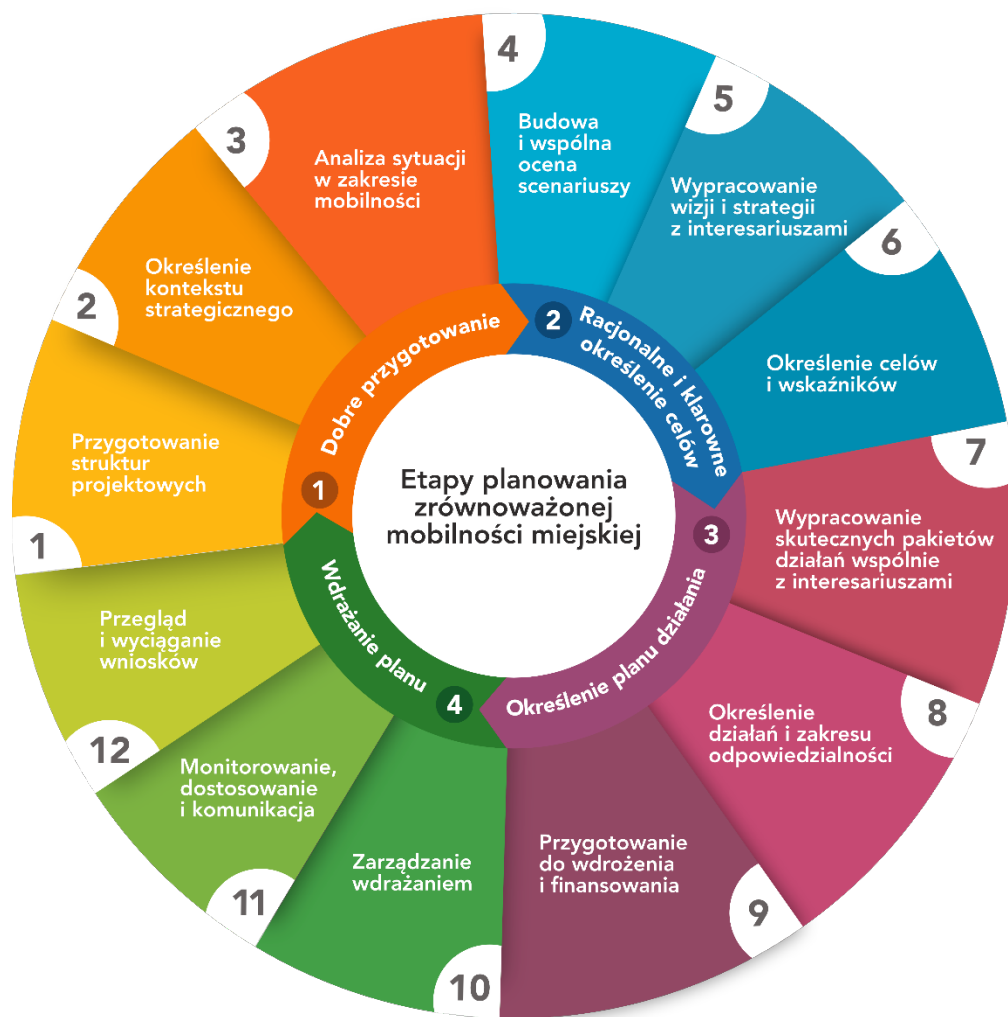 Etapy planowania
zrównoważonej
mobilności miejskiej
1
Dobre przygotowanie
2
Racjonalne i klarowne
określenie celów
3
Określenie planu działania
4
Wdrażanie planu
1
Przygotowanie
struktur
projektowych
2
Określenie
kontekstu
strategicznego
3
Analiza sytuacji
w zakresie
mobilności
4
Budowa
i wspólna
ocena
scenariuszy
5
Wypracowanie
wizji i strategii
z interesariuszami
6
Określenie celów
i wskaźników
7
Wypracowanie
skutecznych pakietów
działań wspólnie
z interesariuszami
8
Określenie
działań i zakresu
odpowiedzialności
9
Przygotowanie
do wdrożenia
i finansowania
10
Zarządzanie
wdrażaniem
11
Monitorowanie,
dostosowanie
i komunikacja
12
Przegląd
i wyciąganie
wniosków